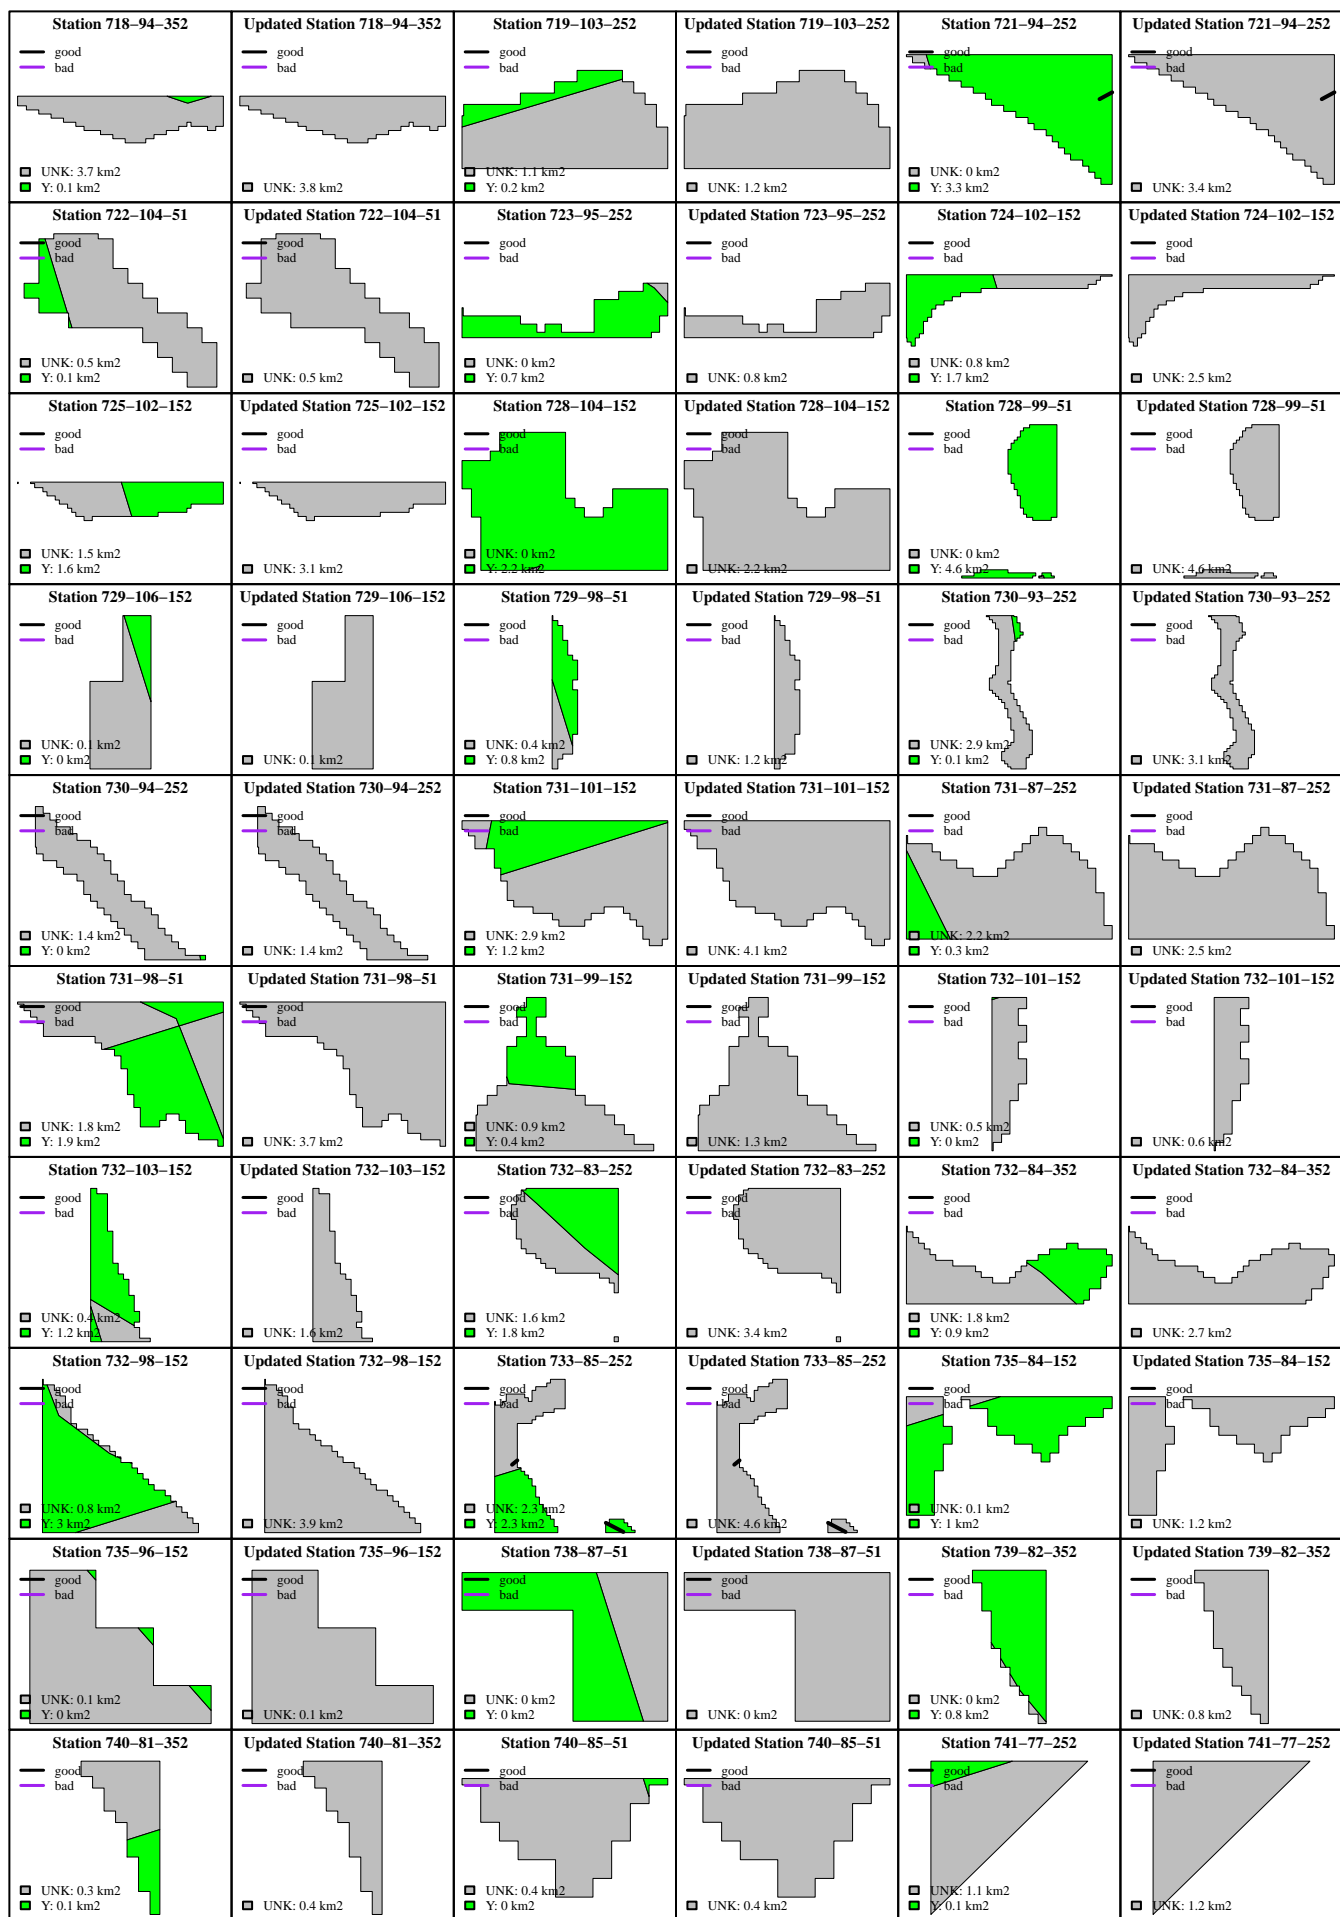 Station 718−94−352
good
bad
UNK: 3.7 km2
Y: 0.1 km2
Updated Station 718−94−352
good
bad
UNK: 3.8 km2
Station 719−103−252
good
bad
UNK: 1.1 km2
Y: 0.2 km2
Updated Station 719−103−252
good
bad
UNK: 1.2 km2
Station 721−94−252
good
bad
UNK: 0 km2
Y: 3.3 km2
Updated Station 721−94−252
good
bad
UNK: 3.4 km2
Station 722−104−51
good
bad
UNK: 0.5 km2
Y: 0.1 km2
Updated Station 722−104−51
good
bad
UNK: 0.5 km2
Station 723−95−252
good
bad
UNK: 0 km2
Y: 0.7 km2
Updated Station 723−95−252
good
bad
UNK: 0.8 km2
Station 724−102−152
good
bad
UNK: 0.8 km2
Y: 1.7 km2
Updated Station 724−102−152
good
bad
UNK: 2.5 km2
Station 725−102−152
good
bad
UNK: 1.5 km2
Y: 1.6 km2
Updated Station 725−102−152
good
bad
UNK: 3.1 km2
Station 728−104−152
good
bad
UNK: 0 km2
Y: 2.2 km2
Updated Station 728−104−152
good
bad
UNK: 2.2 km2
Station 728−99−51
good
bad
UNK: 0 km2
Y: 4.6 km2
Updated Station 728−99−51
good
bad
UNK: 4.6 km2
Station 729−106−152
good
bad
UNK: 0.1 km2
Y: 0 km2
Updated Station 729−106−152
good
bad
UNK: 0.1 km2
Station 729−98−51
good
bad
UNK: 0.4 km2
Y: 0.8 km2
Updated Station 729−98−51
good
bad
UNK: 1.2 km2
Station 730−93−252
good
bad
UNK: 2.9 km2
Y: 0.1 km2
Updated Station 730−93−252
good
bad
UNK: 3.1 km2
Station 730−94−252
good
bad
UNK: 1.4 km2
Y: 0 km2
Updated Station 730−94−252
good
bad
UNK: 1.4 km2
Station 731−101−152
good
bad
UNK: 2.9 km2
Y: 1.2 km2
Updated Station 731−101−152
good
bad
UNK: 4.1 km2
Station 731−87−252
good
bad
UNK: 2.2 km2
Y: 0.3 km2
Updated Station 731−87−252
good
bad
UNK: 2.5 km2
Station 731−98−51
good
bad
UNK: 1.8 km2
Y: 1.9 km2
Updated Station 731−98−51
good
bad
UNK: 3.7 km2
Station 731−99−152
good
bad
UNK: 0.9 km2
Y: 0.4 km2
Updated Station 731−99−152
good
bad
UNK: 1.3 km2
Station 732−101−152
good
bad
UNK: 0.5 km2
Y: 0 km2
Updated Station 732−101−152
good
bad
UNK: 0.6 km2
Station 732−103−152
good
bad
UNK: 0.4 km2
Y: 1.2 km2
Updated Station 732−103−152
good
bad
UNK: 1.6 km2
Station 732−83−252
good
bad
UNK: 1.6 km2
Y: 1.8 km2
Updated Station 732−83−252
good
bad
UNK: 3.4 km2
Station 732−84−352
good
bad
UNK: 1.8 km2
Y: 0.9 km2
Updated Station 732−84−352
good
bad
UNK: 2.7 km2
Station 732−98−152
good
bad
UNK: 0.8 km2
Y: 3 km2
Updated Station 732−98−152
good
bad
UNK: 3.9 km2
Station 733−85−252
good
bad
UNK: 2.3 km2
Y: 2.3 km2
Updated Station 733−85−252
good
bad
UNK: 4.6 km2
Station 735−84−152
good
bad
UNK: 0.1 km2
Y: 1 km2
Updated Station 735−84−152
good
bad
UNK: 1.2 km2
Station 735−96−152
good
bad
UNK: 0.1 km2
Y: 0 km2
Updated Station 735−96−152
good
bad
UNK: 0.1 km2
Station 738−87−51
good
bad
UNK: 0 km2
Y: 0 km2
Updated Station 738−87−51
good
bad
UNK: 0 km2
Station 739−82−352
good
bad
UNK: 0 km2
Y: 0.8 km2
Updated Station 739−82−352
good
bad
UNK: 0.8 km2
Station 740−81−352
good
bad
UNK: 0.3 km2
Y: 0.1 km2
Updated Station 740−81−352
good
bad
UNK: 0.4 km2
Station 740−85−51
good
bad
UNK: 0.4 km2
Y: 0 km2
Updated Station 740−85−51
good
bad
UNK: 0.4 km2
Station 741−77−252
good
bad
UNK: 1.1 km2
Y: 0.1 km2
Updated Station 741−77−252
good
bad
UNK: 1.2 km2